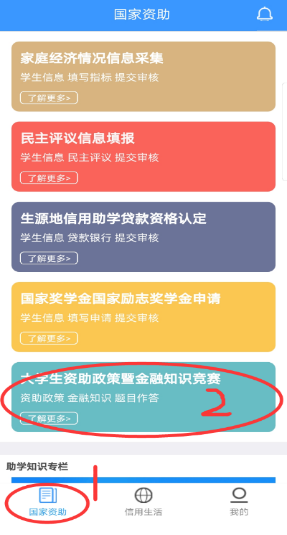 国家资助
家庭经济情况信息采集
学生信息 填写指标 提交审核
了解更多>
民主评议信息填报
学生信息 民主评议 提交审核
了解更多>
生源地信用助学贷款资格认定
学生信息 贷款银行 提交审核
了解更多>
国家奖学金国家励志奖学金申请
学生信息 填写申请 提交审核
了解更多>
大学生资助政策暨金融知识竞赛
资助政策 金融知识 题目作答
2
了解更多>
助学知识专栏
1
国家资助 信用生活 我的